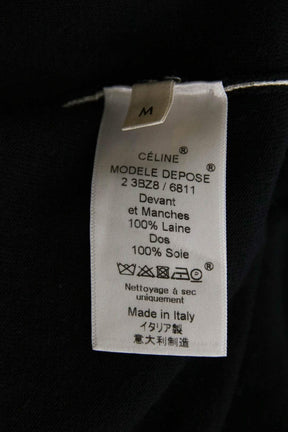 M
CÉLINE®
MODELE DEPOSE®
2 3BZ8 / 6811
Devant
et Manches
100% Laine
Dos
100% Soie
®
Nettoyage à sec
uniquement
Made in Italy
イタリア製
意大利制造